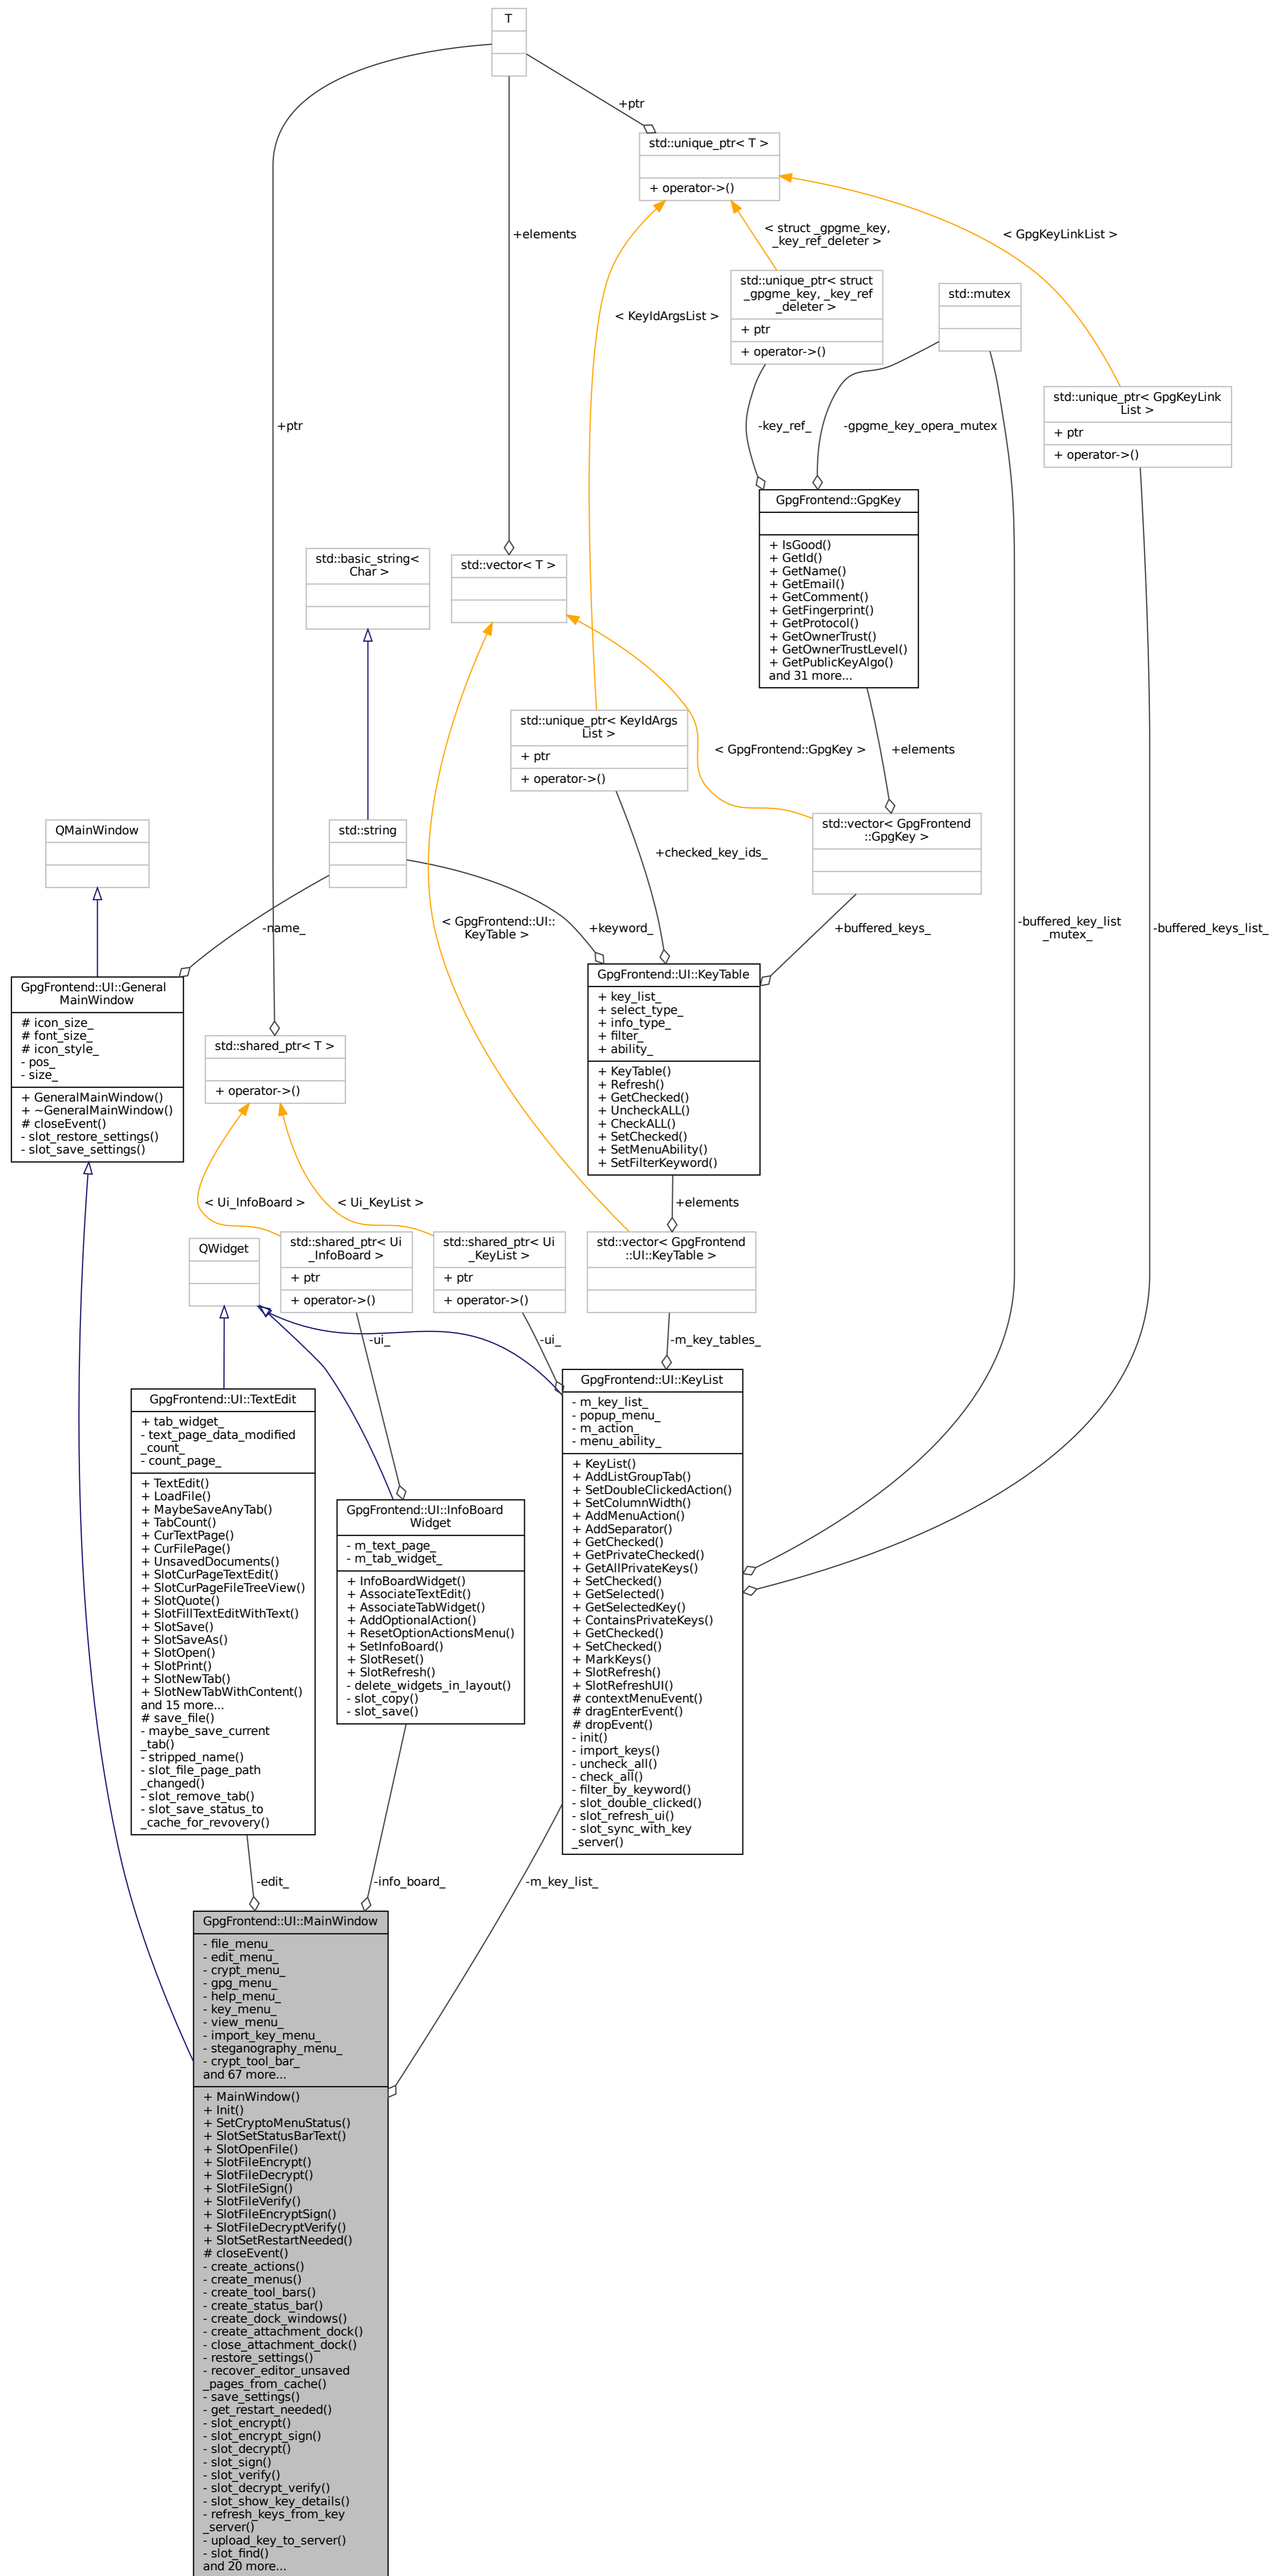 T
+ptr
std::unique_ptr< T >
+ operator->()
+elements
< struct _gpgme_key,
_key_ref_deleter >
< GpgKeyLinkList >
std::unique_ptr< struct
_gpgme_key, _key_ref
_deleter >
+ ptr
+ operator->()
std::mutex
< KeyIdArgsList >
std::unique_ptr< GpgKeyLink
List >
+ ptr
+ operator->()
+ptr
-key_ref_
-gpgme_key_opera_mutex
GpgFrontend::GpgKey
+ IsGood()
+ GetId()
+ GetName()
+ GetEmail()
+ GetComment()
+ GetFingerprint()
+ GetProtocol()
+ GetOwnerTrust()
+ GetOwnerTrustLevel()
+ GetPublicKeyAlgo()
and 31 more...
std::basic_string<
Char >
std::vector< T >
std::unique_ptr< KeyIdArgs
List >
+ ptr
+ operator->()
< GpgFrontend::GpgKey >
+elements
QMainWindow
std::string
std::vector< GpgFrontend
::GpgKey >
+checked_key_ids_
-name_
< GpgFrontend::UI::
KeyTable >
+keyword_
+buffered_keys_
-buffered_key_list
_mutex_
-buffered_keys_list_
GpgFrontend::UI::General
MainWindow
# icon_size_
# font_size_
# icon_style_
- pos_
- size_
+ GeneralMainWindow()
+ ~GeneralMainWindow()
# closeEvent()
- slot_restore_settings()
- slot_save_settings()
std::shared_ptr< T >
+ operator->()
GpgFrontend::UI::KeyTable
+ key_list_
+ select_type_
+ info_type_
+ filter_
+ ability_
+ KeyTable()
+ Refresh()
+ GetChecked()
+ UncheckALL()
+ CheckALL()
+ SetChecked()
+ SetMenuAbility()
+ SetFilterKeyword()
< Ui_InfoBoard >
< Ui_KeyList >
+elements
QWidget
std::shared_ptr< Ui
_InfoBoard >
+ ptr
+ operator->()
std::shared_ptr< Ui
_KeyList >
+ ptr
+ operator->()
std::vector< GpgFrontend
::UI::KeyTable >
-ui_
-ui_
-m_key_tables_
GpgFrontend::UI::TextEdit
+ tab_widget_
- text_page_data_modified
_count_
- count_page_
+ TextEdit()
+ LoadFile()
+ MaybeSaveAnyTab()
+ TabCount()
+ CurTextPage()
+ CurFilePage()
+ UnsavedDocuments()
+ SlotCurPageTextEdit()
+ SlotCurPageFileTreeView()
+ SlotQuote()
+ SlotFillTextEditWithText()
+ SlotSave()
+ SlotSaveAs()
+ SlotOpen()
+ SlotPrint()
+ SlotNewTab()
+ SlotNewTabWithContent()
and 15 more...
# save_file()
- maybe_save_current
_tab()
- stripped_name()
- slot_file_page_path
_changed()
- slot_remove_tab()
- slot_save_status_to
_cache_for_revovery()
GpgFrontend::UI::InfoBoard
Widget
- m_text_page_
- m_tab_widget_
+ InfoBoardWidget()
+ AssociateTextEdit()
+ AssociateTabWidget()
+ AddOptionalAction()
+ ResetOptionActionsMenu()
+ SetInfoBoard()
+ SlotReset()
+ SlotRefresh()
- delete_widgets_in_layout()
- slot_copy()
- slot_save()
GpgFrontend::UI::KeyList
- m_key_list_
- popup_menu_
- m_action_
- menu_ability_
+ KeyList()
+ AddListGroupTab()
+ SetDoubleClickedAction()
+ SetColumnWidth()
+ AddMenuAction()
+ AddSeparator()
+ GetChecked()
+ GetPrivateChecked()
+ GetAllPrivateKeys()
+ SetChecked()
+ GetSelected()
+ GetSelectedKey()
+ ContainsPrivateKeys()
+ GetChecked()
+ SetChecked()
+ MarkKeys()
+ SlotRefresh()
+ SlotRefreshUI()
# contextMenuEvent()
# dragEnterEvent()
# dropEvent()
- init()
- import_keys()
- uncheck_all()
- check_all()
- filter_by_keyword()
- slot_double_clicked()
- slot_refresh_ui()
- slot_sync_with_key
_server()
-edit_
-info_board_
-m_key_list_
GpgFrontend::UI::MainWindow
- file_menu_
- edit_menu_
- crypt_menu_
- gpg_menu_
- help_menu_
- key_menu_
- view_menu_
- import_key_menu_
- steganography_menu_
- crypt_tool_bar_
and 67 more...
+ MainWindow()
+ Init()
+ SetCryptoMenuStatus()
+ SlotSetStatusBarText()
+ SlotOpenFile()
+ SlotFileEncrypt()
+ SlotFileDecrypt()
+ SlotFileSign()
+ SlotFileVerify()
+ SlotFileEncryptSign()
+ SlotFileDecryptVerify()
+ SlotSetRestartNeeded()
# closeEvent()
- create_actions()
- create_menus()
- create_tool_bars()
- create_status_bar()
- create_dock_windows()
- create_attachment_dock()
- close_attachment_dock()
- restore_settings()
- recover_editor_unsaved
_pages_from_cache()
- save_settings()
- get_restart_needed()
- slot_encrypt()
- slot_encrypt_sign()
- slot_decrypt()
- slot_sign()
- slot_verify()
- slot_decrypt_verify()
- slot_show_key_details()
- refresh_keys_from_key
_server()
- upload_key_to_server()
- slot_find()
and 20 more...